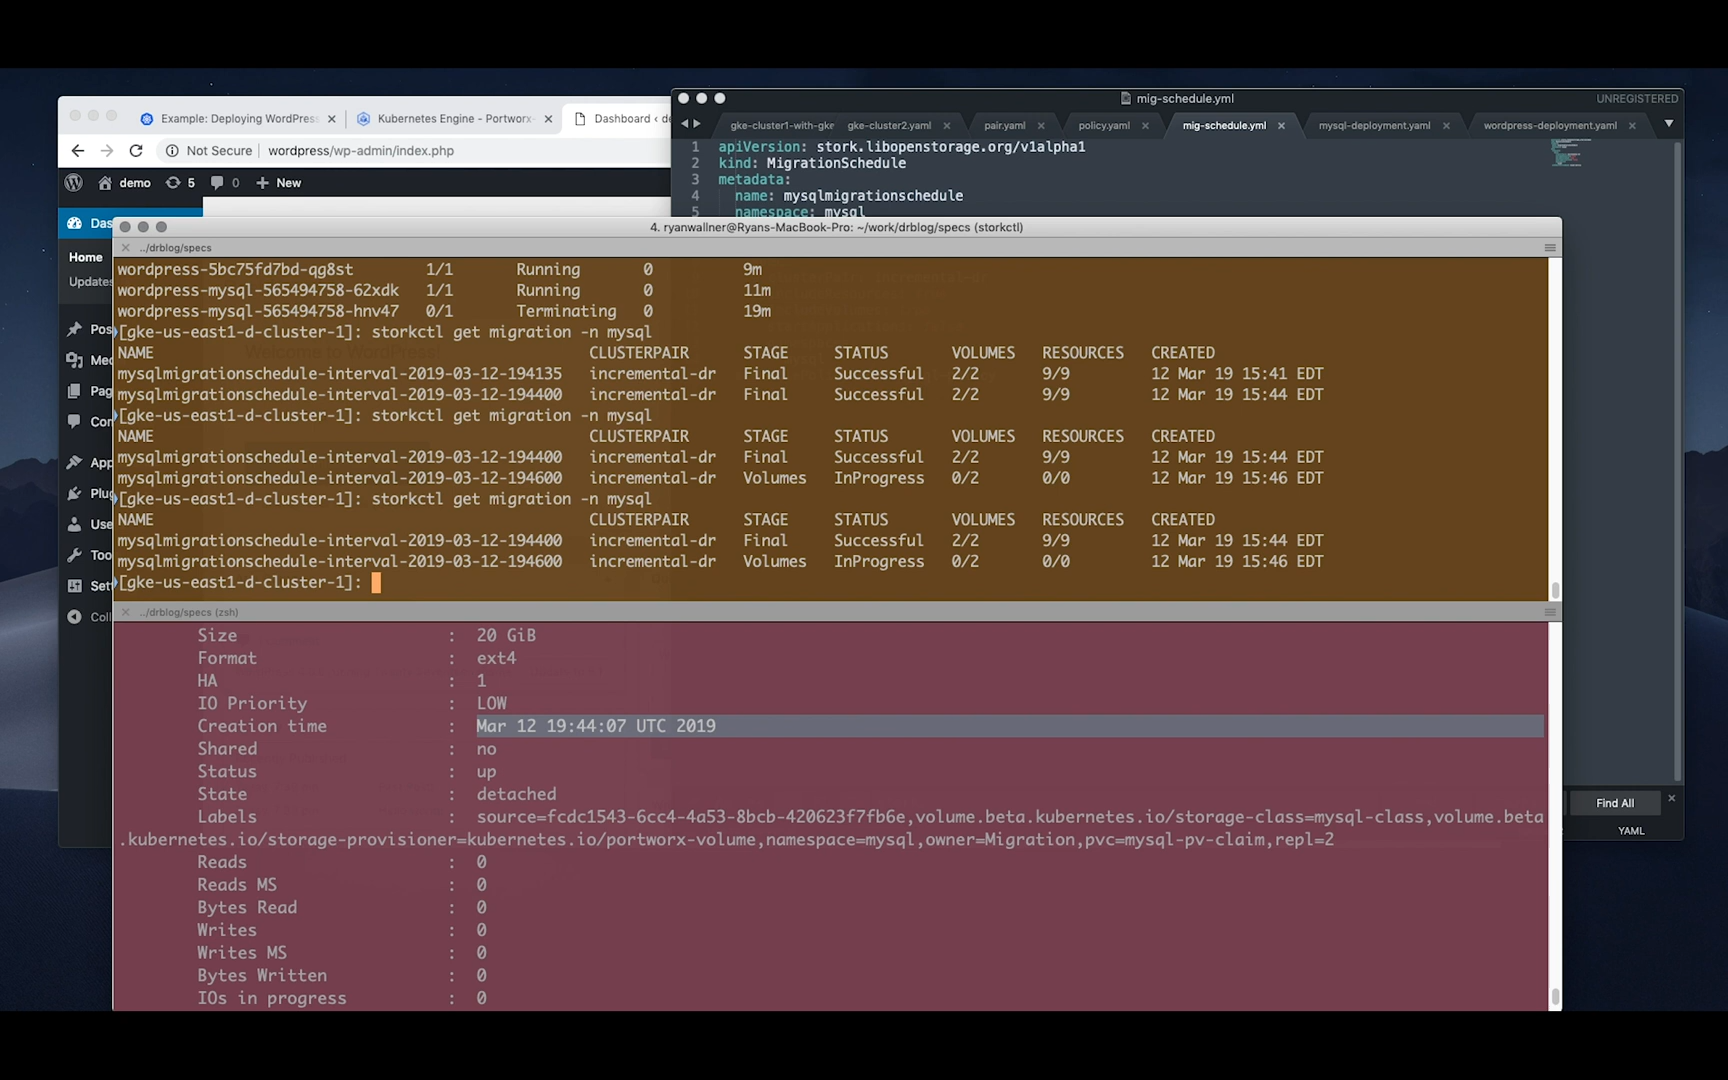 mig-schedule.yml
UNREGISTERED
Example: Deploying WordPress
Kubernetes Engine - Portworx-
Dashboard ‹ de
gke-cluster1-with-gke
gke-cluster2.yaml
pair.yaml
policy.yaml
mig-schedule.yml
mysql-deployment.yaml
wordpress-deployment.yaml
Not Secure
wordpress/wp-admin/index.php
1 apiVersion: stork.libopenstorage.org/v1alpha1
2 kind: MigrationSchedule
3 metadata:
4 name: mysqlmigrationschedule
5 namespace: mysql
demo
5
0
New
Das
Home
Updates
Pos
Med
Pag
Com
App
Plug
Use
Too
Sett
Coll
4. ryanwallner@Ryans-MacBook-Pro: ~/work/drblog/specs (storkctl)
../drblog/specs
wordpress-5bc75fd7bd-qg8st 1/1 Running 0 9m
wordpress-mysql-565494758-62xdk 1/1 Running 0 11m
wordpress-mysql-565494758-hnv47 0/1 Terminating 0 19m
[gke-us-east1-d-cluster-1]: storkctl get migration -n mysql
NAME CLUSTERPAIR STAGE STATUS VOLUMES RESOURCES CREATED
mysqlmigrationschedule-interval-2019-03-12-194135 incremental-dr Final Successful 2/2 9/9 12 Mar 19 15:41 EDT
mysqlmigrationschedule-interval-2019-03-12-194400 incremental-dr Final Successful 2/2 9/9 12 Mar 19 15:44 EDT
[gke-us-east1-d-cluster-1]: storkctl get migration -n mysql
NAME CLUSTERPAIR STAGE STATUS VOLUMES RESOURCES CREATED
mysqlmigrationschedule-interval-2019-03-12-194400 incremental-dr Final Successful 2/2 9/9 12 Mar 19 15:44 EDT
mysqlmigrationschedule-interval-2019-03-12-194600 incremental-dr Volumes InProgress 0/2 0/0 12 Mar 19 15:46 EDT
[gke-us-east1-d-cluster-1]: storkctl get migration -n mysql
NAME CLUSTERPAIR STAGE STATUS VOLUMES RESOURCES CREATED
mysqlmigrationschedule-interval-2019-03-12-194400 incremental-dr Final Successful 2/2 9/9 12 Mar 19 15:44 EDT
mysqlmigrationschedule-interval-2019-03-12-194600 incremental-dr Volumes InProgress 0/2 0/0 12 Mar 19 15:46 EDT
[gke-us-east1-d-cluster-1]:
../drblog/specs (zsh)
Size : 20 GiB
Format : ext4
HA : 1
IO Priority : LOW
Creation time : Mar 12 19:44:07 UTC 2019
Shared : no
Status : up
State : detached
Labels : source=fcdc1543-6cc4-4a53-8bcb-420623f7fb6e,volume.beta.kubernetes.io/storage-class=mysql-class,volume.beta
.kubernetes.io/storage-provisioner=kubernetes.io/portworx-volume,namespace=mysql,owner=Migration,pvc=mysql-pv-claim,repl=2
Reads : 0
Reads MS : 0
Bytes Read : 0
Writes : 0
Writes MS : 0
Bytes Written : 0
IOs in progress : 0
Find All
YAML